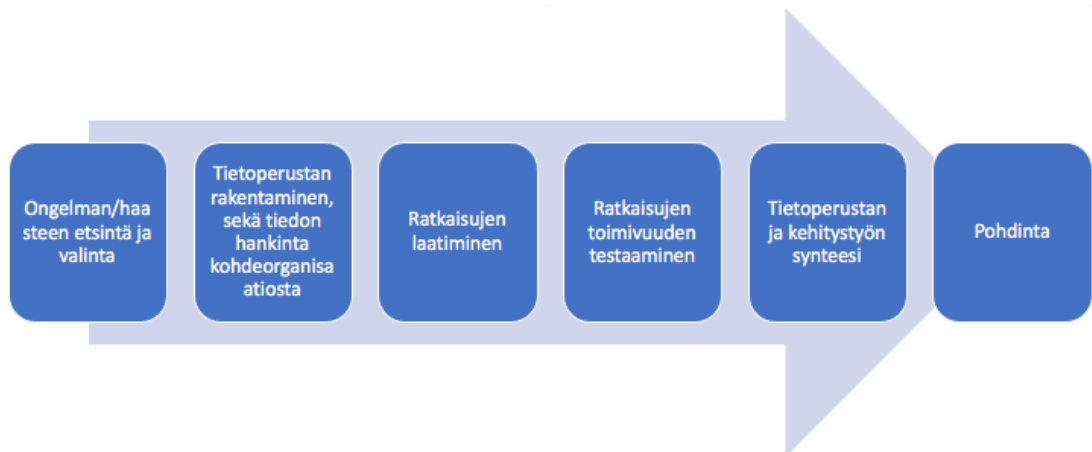 Ongelman/haa
steen etsintä ja
valinta
Tietoperustan
rakentaminen,
sekä tiedon
hankinta
kohdeorganisa
atiosta
Ratkaisujen
laatiminen
Ratkaisujen
toimivuuden
testaaminen
Tietoperustan
ja kehitystyön
synteesi
Pohdinta